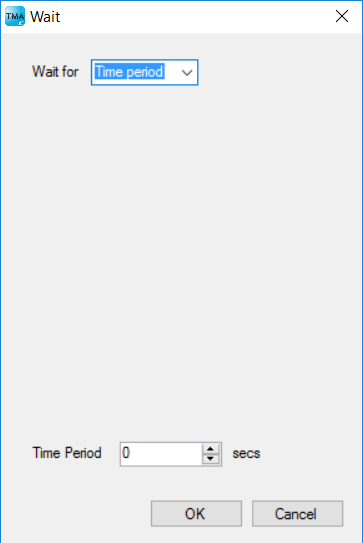 TMA Wait
Wait for Time period
Time Period 0 secs
OK Cancel